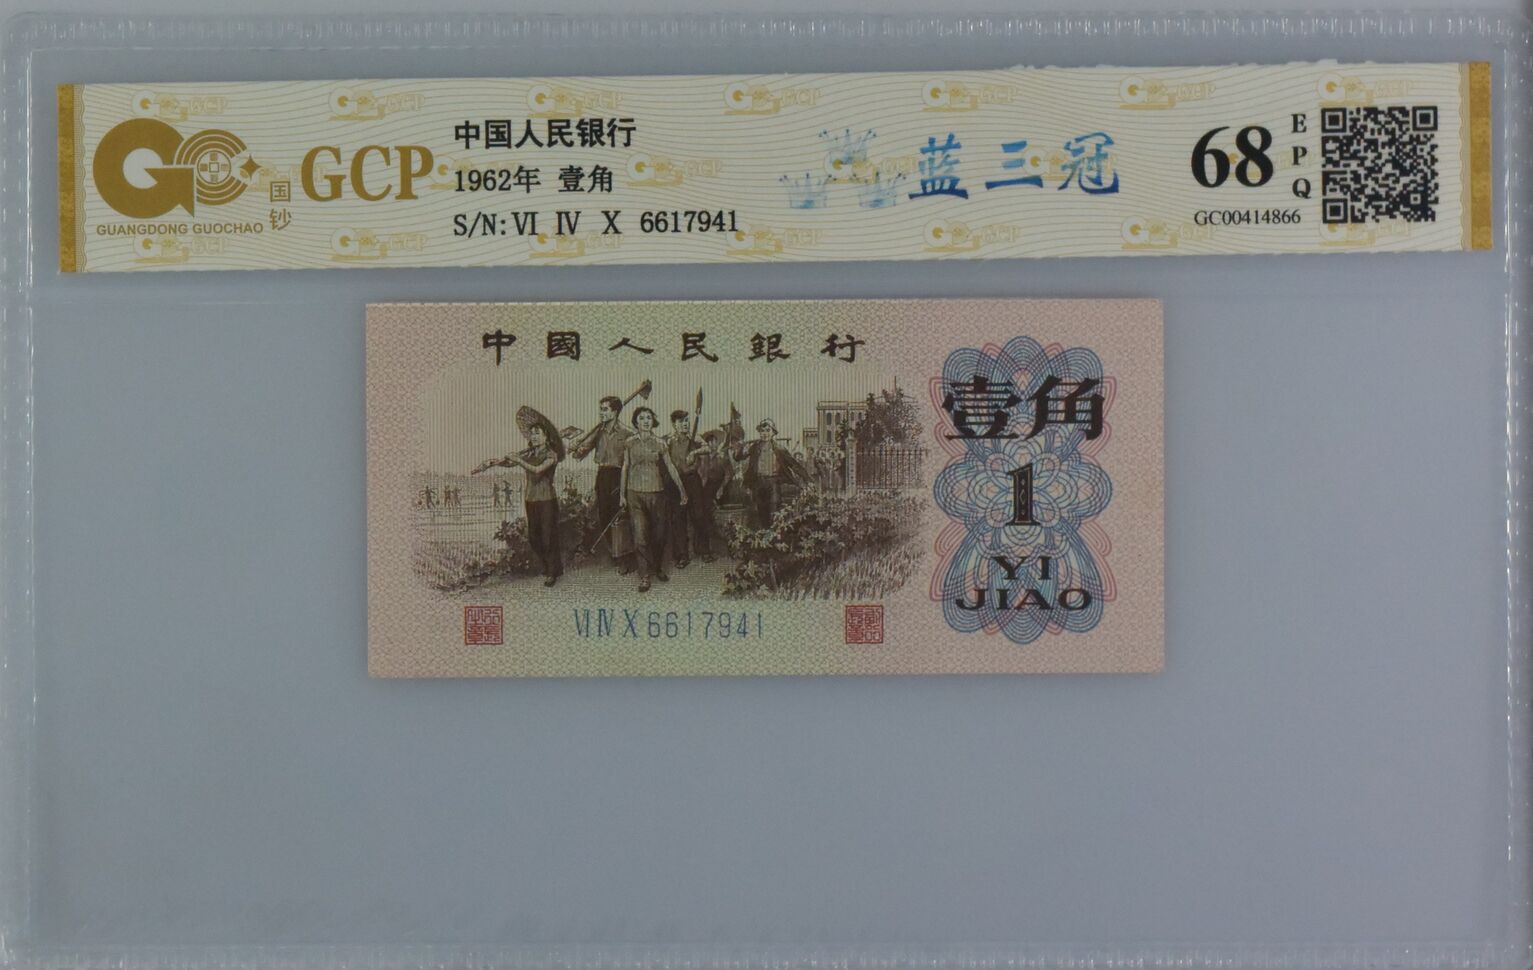 GCP
国钞
GUANGDONG GUOCHAO
中国人民银行
1962年 壹角
S/N: VI IV X 6617941
蓝三冠
68
EPQ
GC00414866
中國人民銀行
壹角
1
YI
JIAO
VI IV X 6617941